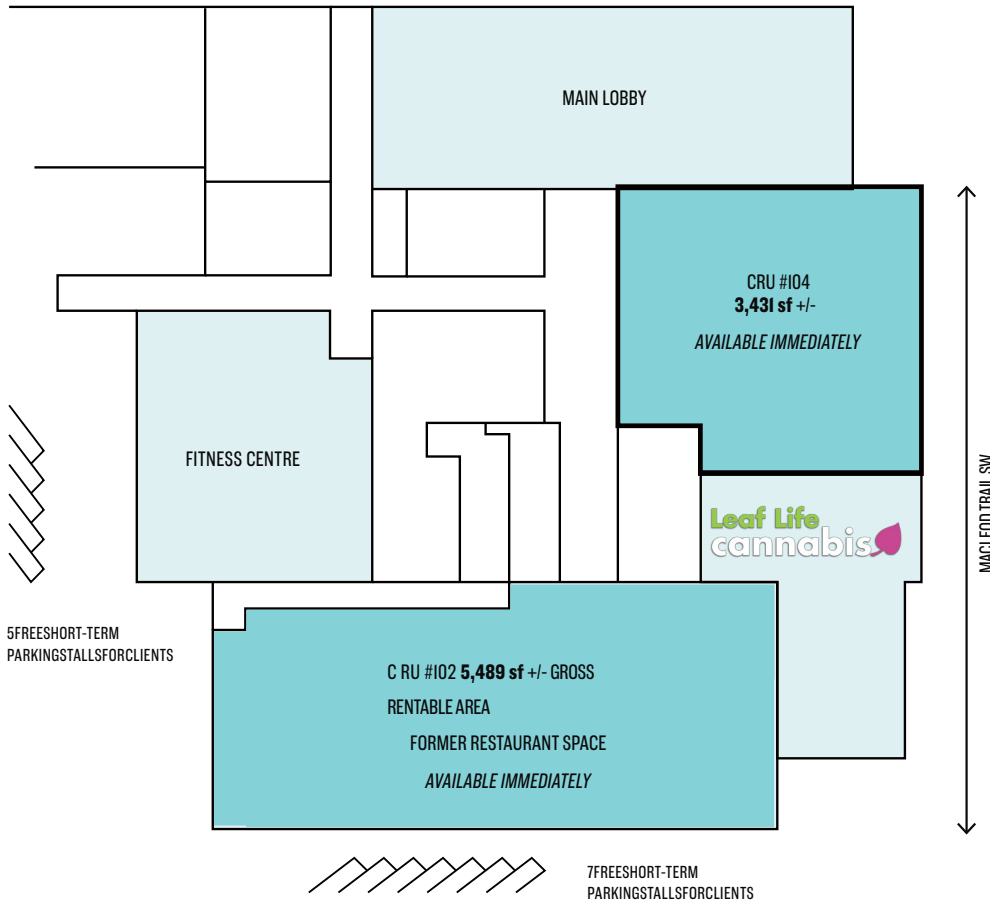 MAIN LOBBY
CRU #104
3,431 sf +/-
AVAILABLE IMMEDIATELY
FITNESS CENTRE
MACLEOD TRAIL SW
Leaf Life
cannabis
5FREESHORT-TERM
PARKINGSTALLSFORCLIENTS
C RU #102 5,489 sf +/- GROSS
RENTABLE AREA
FORMER RESTAURANT SPACE
AVAILABLE IMMEDIATELY
7FREESHORT-TERM
PARKINGSTALLSFORCLIENTS